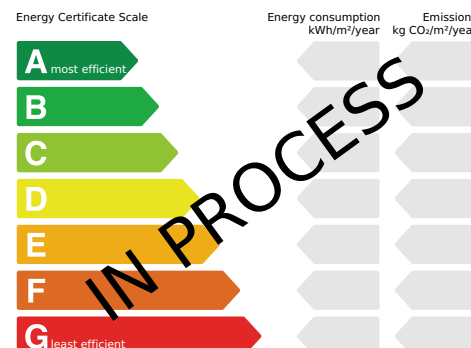 Energy Certificate Scale
Energy consumption
kWh/m²/year
Emission
kg CO₂/m²/year
A most efficient
B
C
D
E
F
G least efficient
IN PROCESS